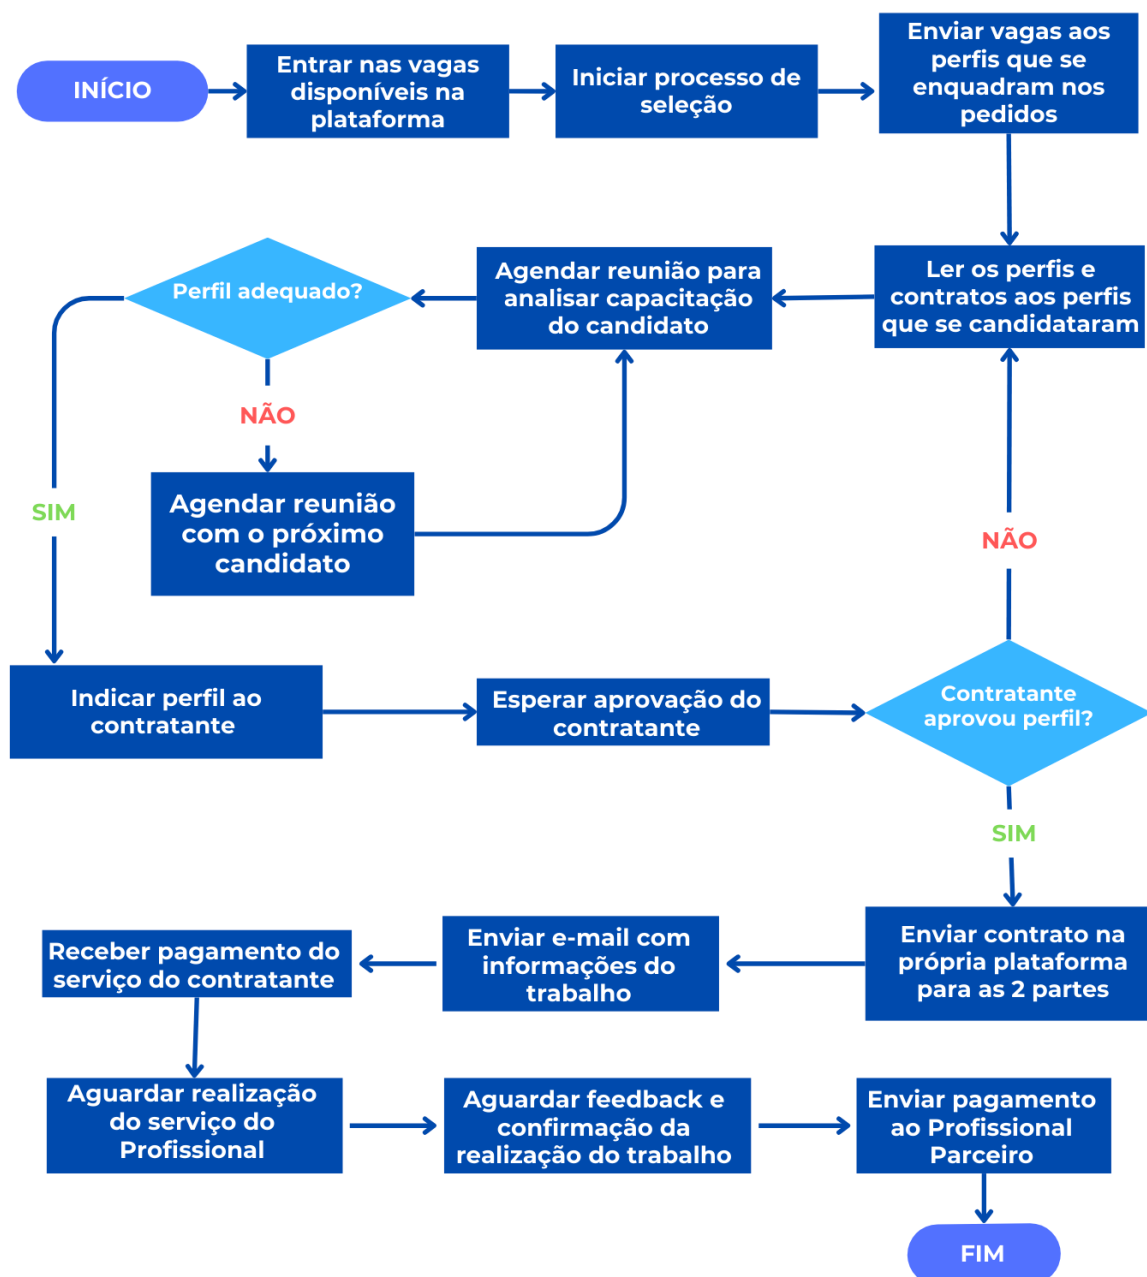 INÍCIO
Entrar nas vagas
disponíveis na
plataforma
Iniciar processo de
seleção
Enviar vagas aos
perfis que se
enquadram nos
pedidos
Ler os perfis e
contratos aos perfis
que se candidataram
Agendar reunião para
analisar capacitação
do candidato
Perfil adequado?
NÃO
Agendar reunião
com o próximo
candidato
SIM
Indicar perfil ao
contratante
Esperar aprovação do
contratante
Contratante
aprovou perfil?
NÃO
SIM
Enviar contrato na
própria plataforma
para as 2 partes
Enviar e-mail com
informações do
trabalho
Receber pagamento do
serviço do contratante
Aguardar realização
do serviço do
Profissional
Aguardar feedback e
confirmação da
realização do trabalho
Enviar pagamento
ao Profissional
Parceiro
FIM